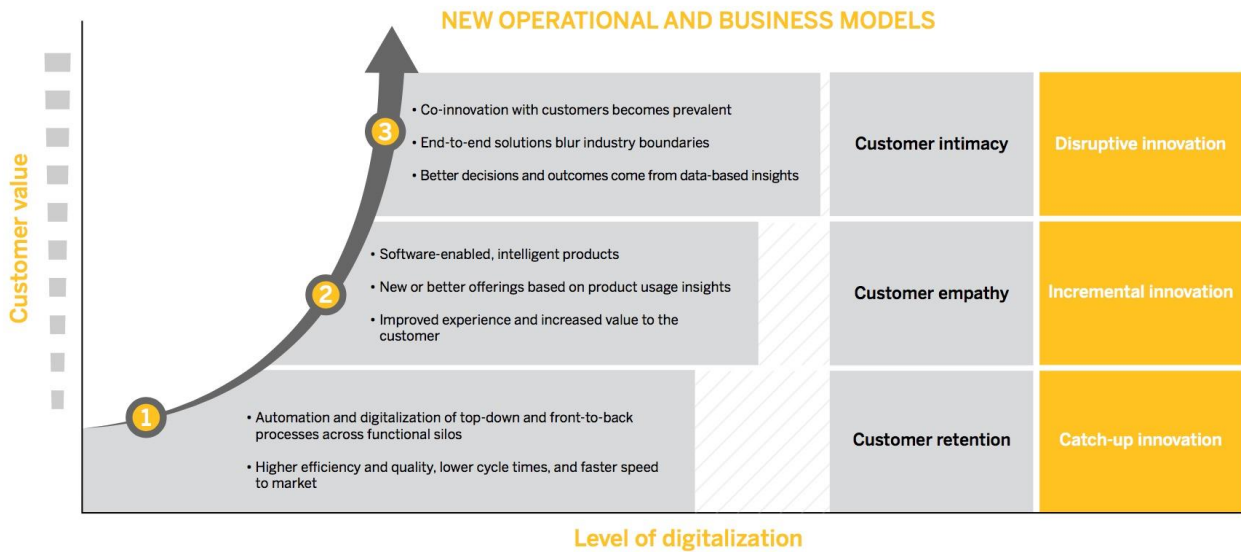 NEW OPERATIONAL AND BUSINESS MODELS
Customer value
3
• Co-innovation with customers becomes prevalent
• End-to-end solutions blur industry boundaries
• Better decisions and outcomes come from data-based insights
Customer intimacy
Disruptive innovation
2
• Software-enabled, intelligent products
• New or better offerings based on product usage insights
• Improved experience and increased value to the
customer
Customer empathy
Incremental innovation
1
• Automation and digitalization of top-down and front-to-back
processes across functional silos
• Higher efficiency and quality, lower cycle times, and faster speed
to market
Customer retention
Catch-up innovation
Level of digitalization